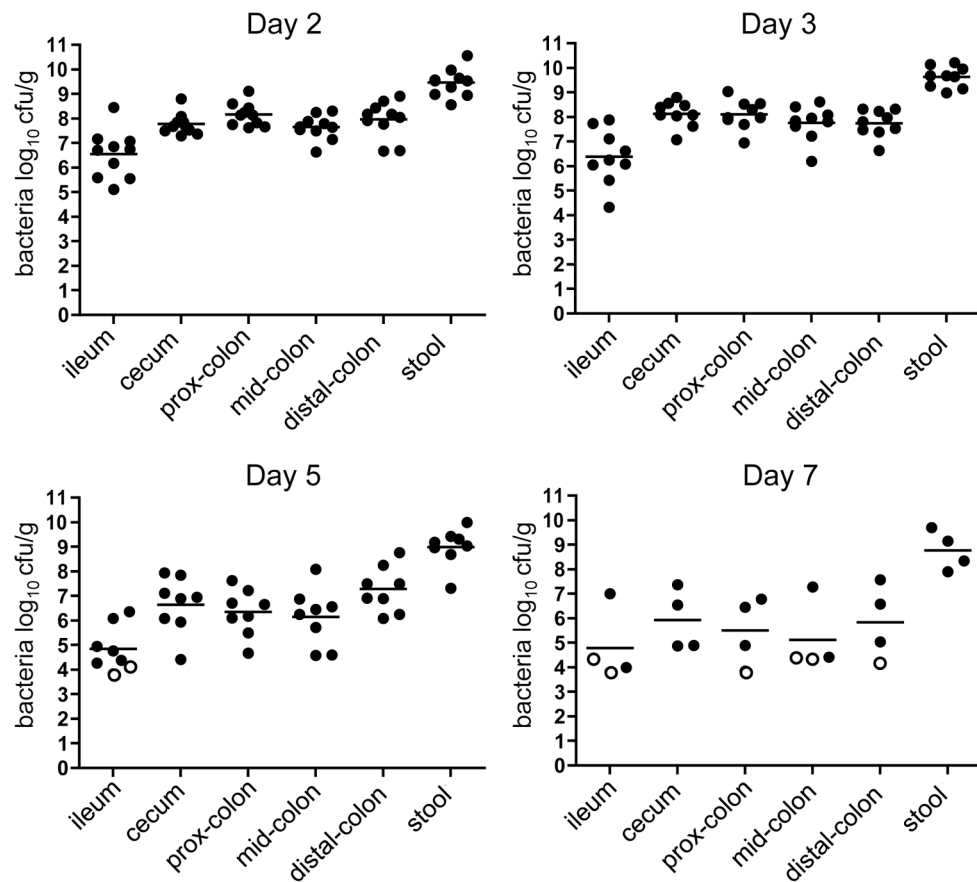 Day 2
bacteria log₁₀ cfu/g
11
10
9
8
7
6
5
4
3
2
1
0
ileum
cecum
prox-colon
mid-colon
distal-colon
stool
Day 3
bacteria log₁₀ cfu/g
11
10
9
8
7
6
5
4
3
2
1
0
ileum
cecum
prox-colon
mid-colon
distal-colon
stool
Day 5
bacteria log₁₀ cfu/g
11
10
9
8
7
6
5
4
3
2
1
0
ileum
cecum
prox-colon
mid-colon
distal-colon
stool
Day 7
bacteria log₁₀ cfu/g
11
10
9
8
7
6
5
4
3
2
1
0
ileum
cecum
prox-colon
mid-colon
distal-colon
stool